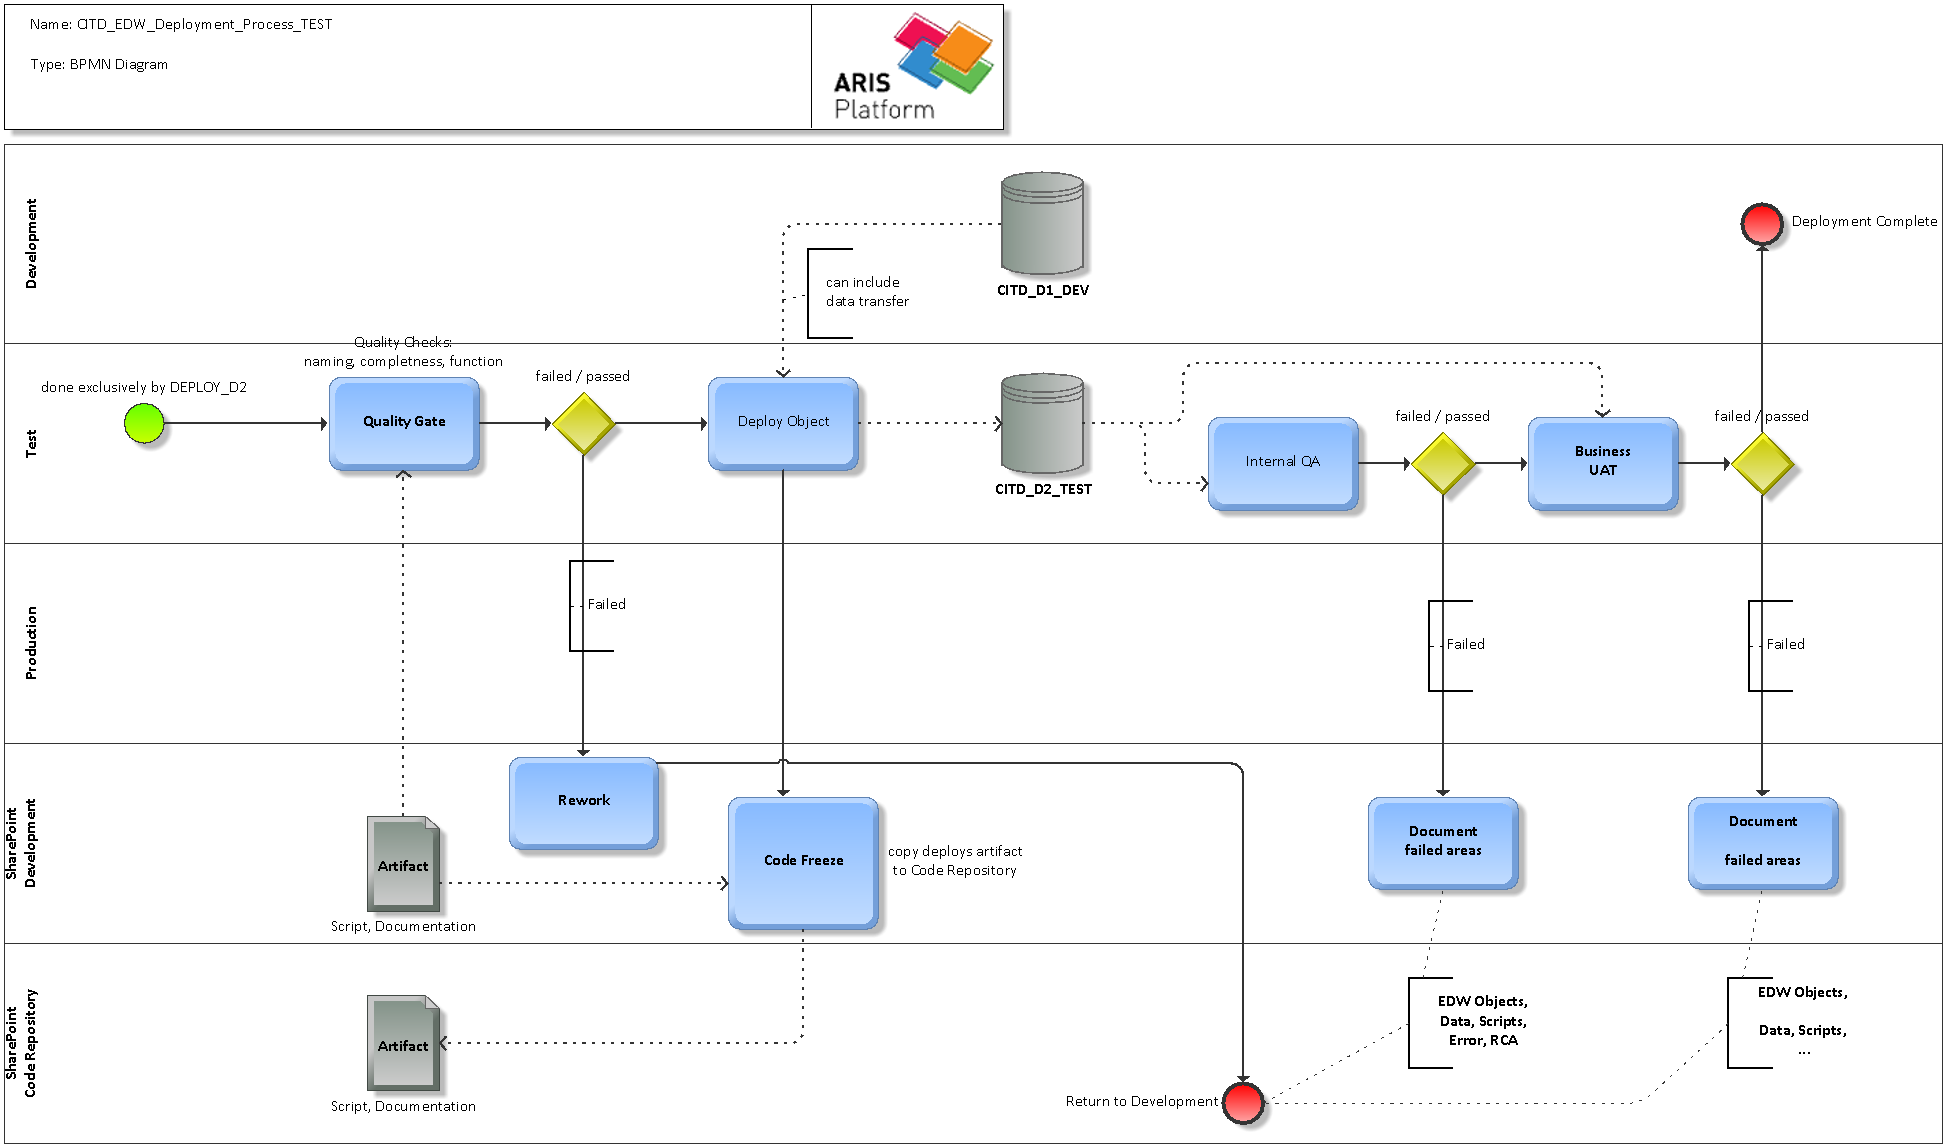 Name: CITD_EDW_Deployment_Process_TEST
Type: BPMN Diagram
ARIS
Platform
Development
CITD_D1_DEV
can include
data transfer
Deployment Complete
Test
done exclusively by DEPLOY_D2
Quality Checks:
naming, completness, function
Quality Gate
failed / passed
Deploy Object
CITD_D2_TEST
Internal QA
failed / passed
Business
UAT
failed / passed
Production
Failed
Failed
Failed
SharePoint
Development
Artifact
Script, Documentation
Rework
Code Freeze
copy deploys artifact
to Code Repository
Document
failed areas
Document
failed areas
SharePoint
Code Repository
Artifact
Script, Documentation
Return to Development
EDW Objects,
Data, Scripts,
Error, RCA
EDW Objects,
Data, Scripts,
...